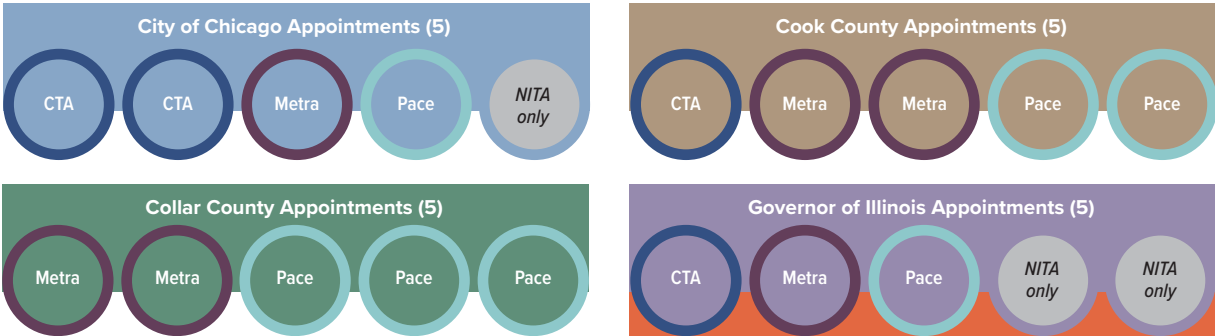 City of Chicago Appointments (5)
CTA
CTA
Metra
Pace
NITA
only
Cook County Appointments (5)
CTA
Metra
Metra
Pace
Pace
Collar County Appointments (5)
Metra
Metra
Pace
Pace
Pace
Governor of Illinois Appointments (5)
CTA
Metra
Pace
NITA
only
NITA
only